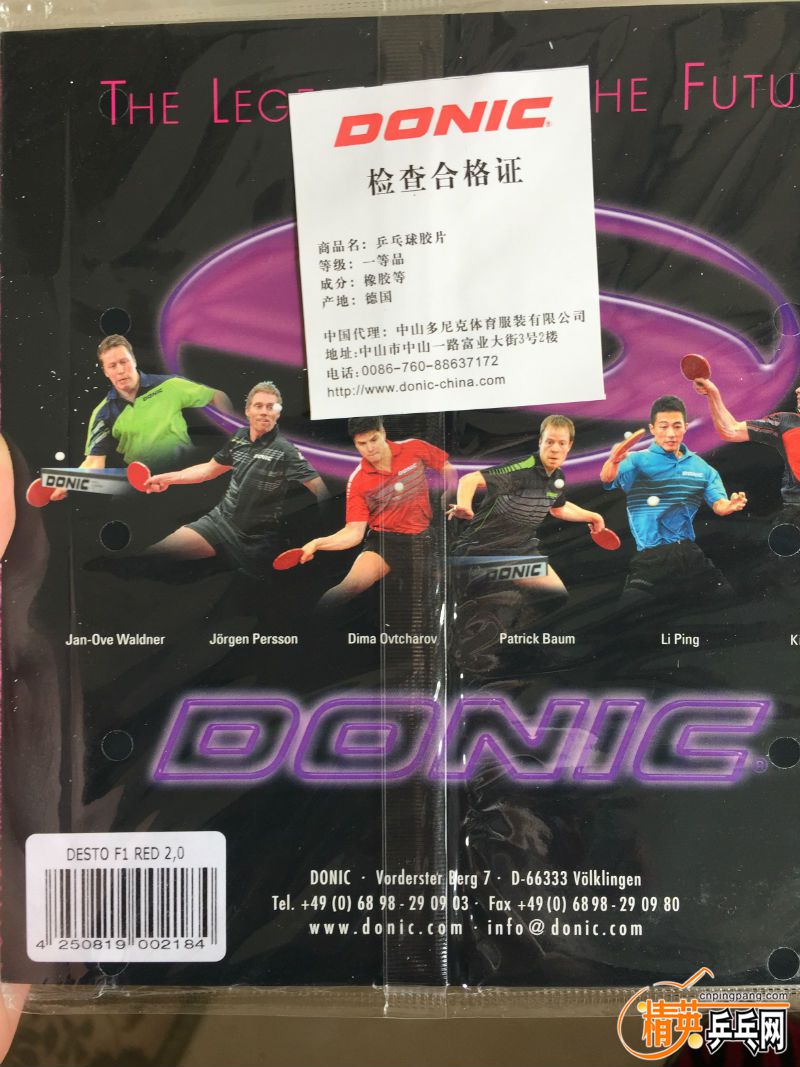 THE LEGE HE FUTU
DONIC®
检查合格证
商品名: 乒乓球胶片
等级: 一等品
成分: 橡胶等
产地: 德国
中国代理: 中山多尼克体育服装有限公司
地址:中山市中山一路富业大街3号2楼
电话:0086-760-88637172
http://www.donic-china.com
DONIC
DONIC
DONIC
Jan-Ove Waldner Jörgen Persson Dima Ovtcharov Patrick Baum Li Ping Ki
DONIC®
DESTO F1 RED 2,0
4 250819 002184
DONIC · Vorderster Berg 7 · D-66333 Völklingen
Tel. +49 (0) 68 98 - 29 09 03 · Fax +49 (0) 6898 - 29 09 80
www.donic.com · info@donic.com
cnpingpang.com
精英乒乓网